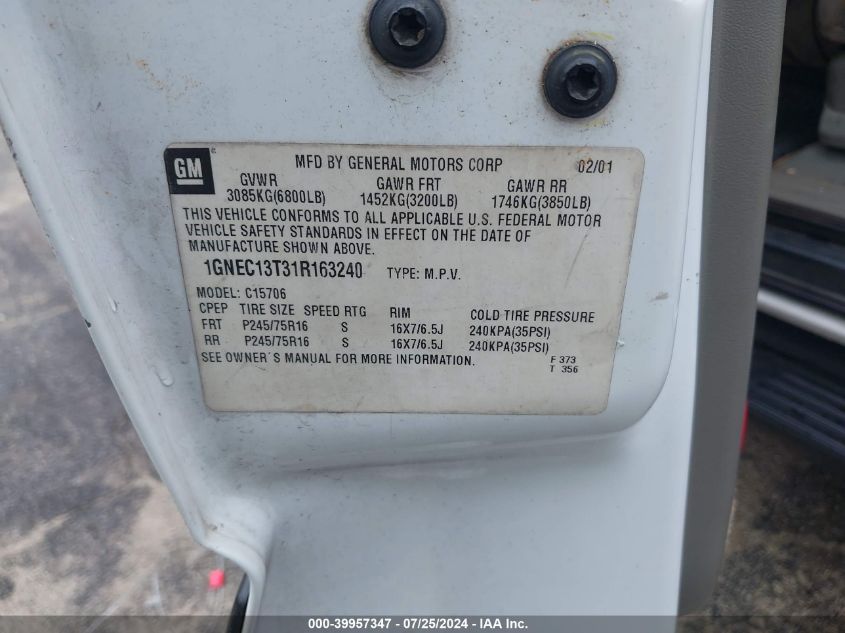 GM
MFD BY GENERAL MOTORS CORP 02/01
GVWR GAWR FRT GAWR RR
3085KG(6800LB) 1452KG(3200LB) 1746KG(3850LB)
THIS VEHICLE CONFORMS TO ALL APPLICABLE U.S. FEDERAL MOTOR
VEHICLE SAFETY STANDARDS IN EFFECT ON THE DATE OF
MANUFACTURE SHOWN ABOVE.
1GNEC13T31R163240 TYPE: M.P.V.
MODEL: C15706
CPEP TIRE SIZE SPEED RTG RIM COLD TIRE PRESSURE
FRT P245/75R16 S 16X7/6.5J 240KPA(35PSI)
RR P245/75R16 S 16X7/6.5J 240KPA(35PSI)
SEE OWNER'S MANUAL FOR MORE INFORMATION.
F 373
T 356
000-39957347 - 07/25/2024 - IAA Inc.